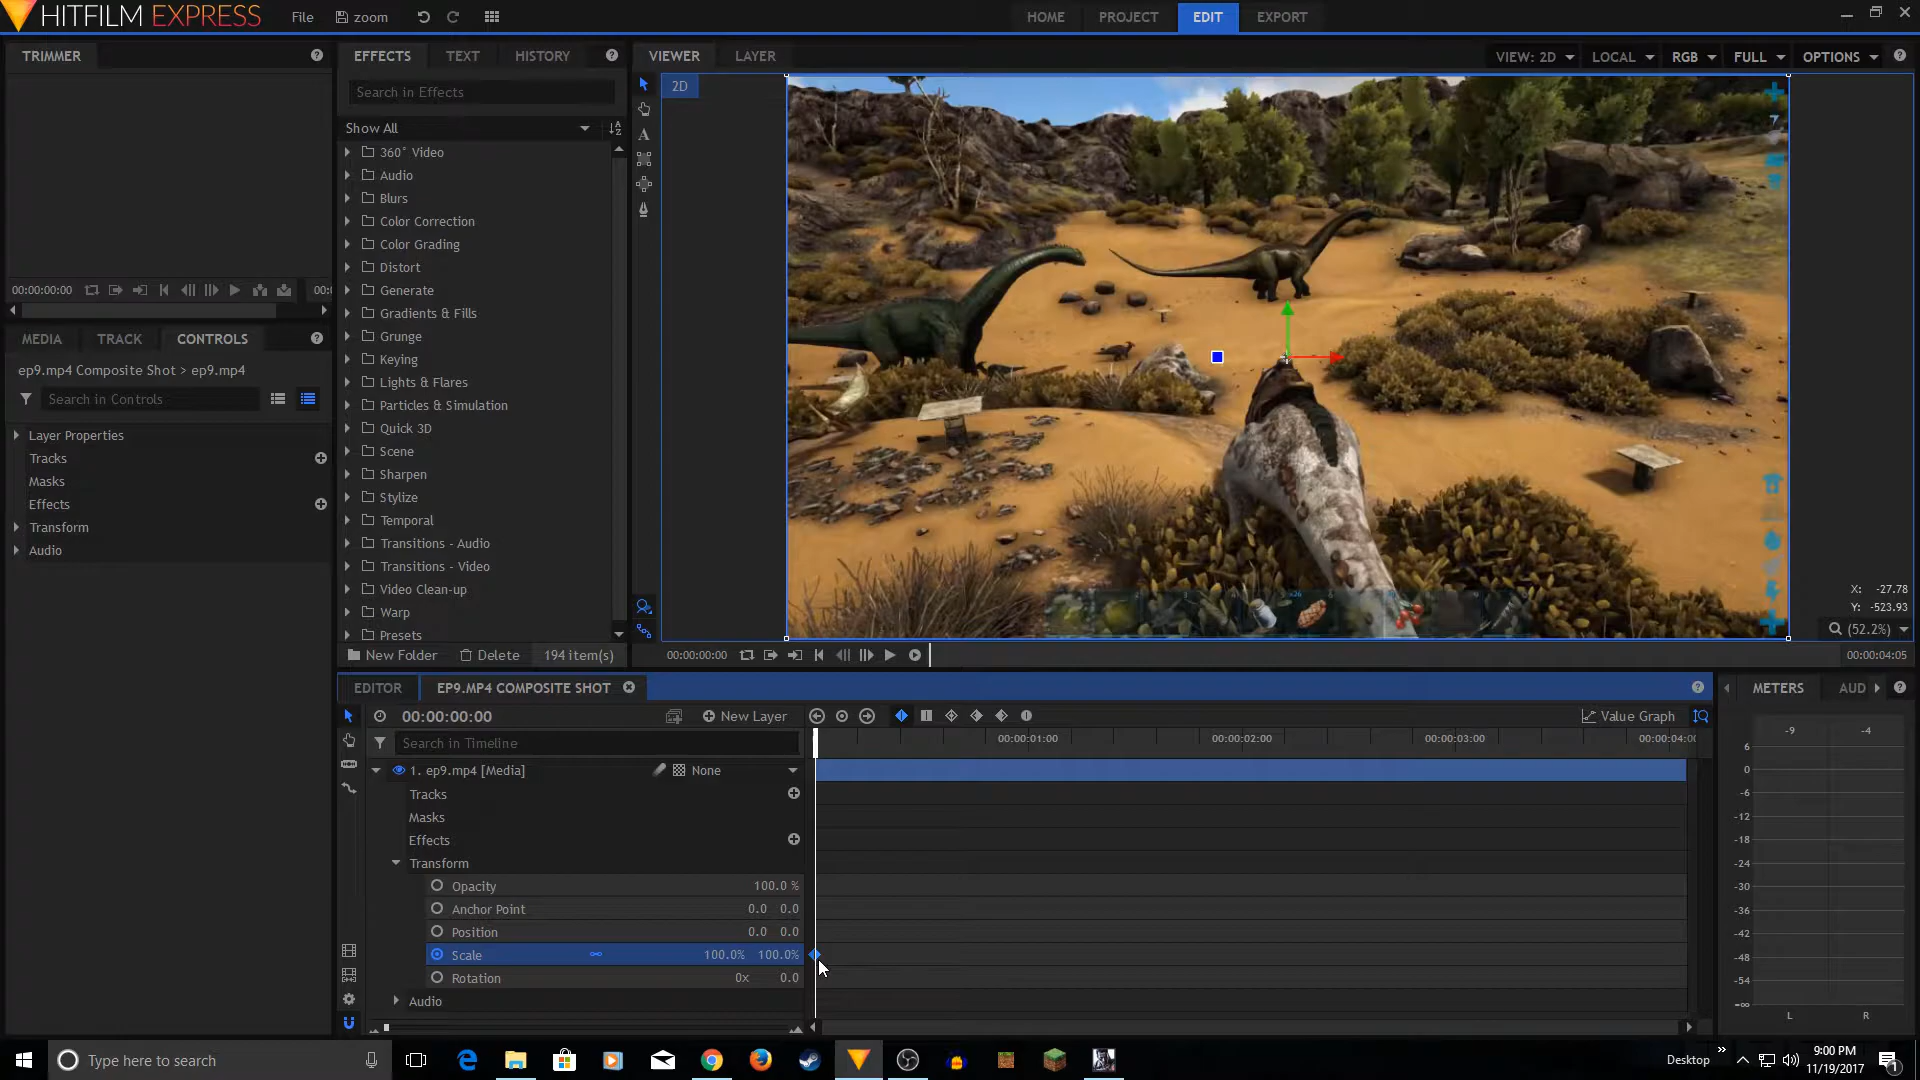 HITFILM EXPRESS
File
zoom
HOME
PROJECT
EDIT
EXPORT
TRIMMER
EFFECTS
TEXT
HISTORY
VIEWER
LAYER
VIEW: 2D
LOCAL
RGB
FULL
OPTIONS
Search in Effects
2D
Show All
360° Video
Audio
Blurs
Color Correction
Color Grading
Distort
Generate
Gradients & Fills
Grunge
Keying
Lights & Flares
Particles & Simulation
Quick 3D
Scene
Sharpen
Stylize
Temporal
Transitions - Audio
Transitions - Video
Video Clean-up
Warp
Presets
New Folder
Delete
194 item(s)
00:00:00:00
00:
MEDIA
TRACK
CONTROLS
ep9.mp4 Composite Shot > ep9.mp4
Search in Controls
Layer Properties
Tracks
Masks
Effects
Transform
Audio
X: -27.78
Y: -523.93
(52.2%)
00:00:00:00
00:00:04:05
EDITOR
EP9.MP4 COMPOSITE SHOT
00:00:00:00
New Layer
Value Graph
Search in Timeline
00:00:01:00
00:00:02:00
00:00:03:00
00:00:04:0
1. ep9.mp4 [Media]
None
Tracks
Masks
Effects
Transform
Opacity
100.0 %
Anchor Point
0.0 0.0
Position
0.0 0.0
Scale
100.0% 100.0%
Rotation
0x 0.0
Audio
METERS
AUD
-9
-4
6
0
-6
-12
-18
-24
-30
-36
-42
-48
-54
-∞
L
R
Type here to search
Desktop
9:00 PM
11/19/2017
1